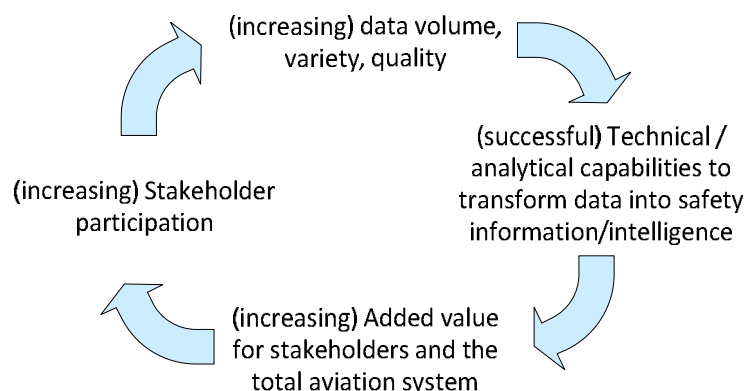 (increasing) data volume,
variety, quality
(successful) Technical /
analytical capabilities to
transform data into safety
information/intelligence
(increasing) Added value
for stakeholders and the
total aviation system
(increasing) Stakeholder
participation